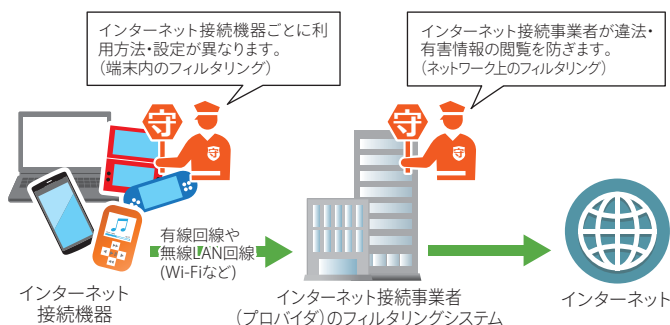 インターネット接続機器ごとに利
用方法・設定が異なります。
(端末内のフィルタリング)
インターネット接続事業者が違法・
有害情報の閲覧を防ぎます。
(ネットワーク上のフィルタリング)
守
守
守
守
有線回線や
無線LAN回線
(Wi-Fiなど)
インターネット
接続機器
インターネット接続事業者
(プロバイダ)のフィルタリングシステム
インターネット